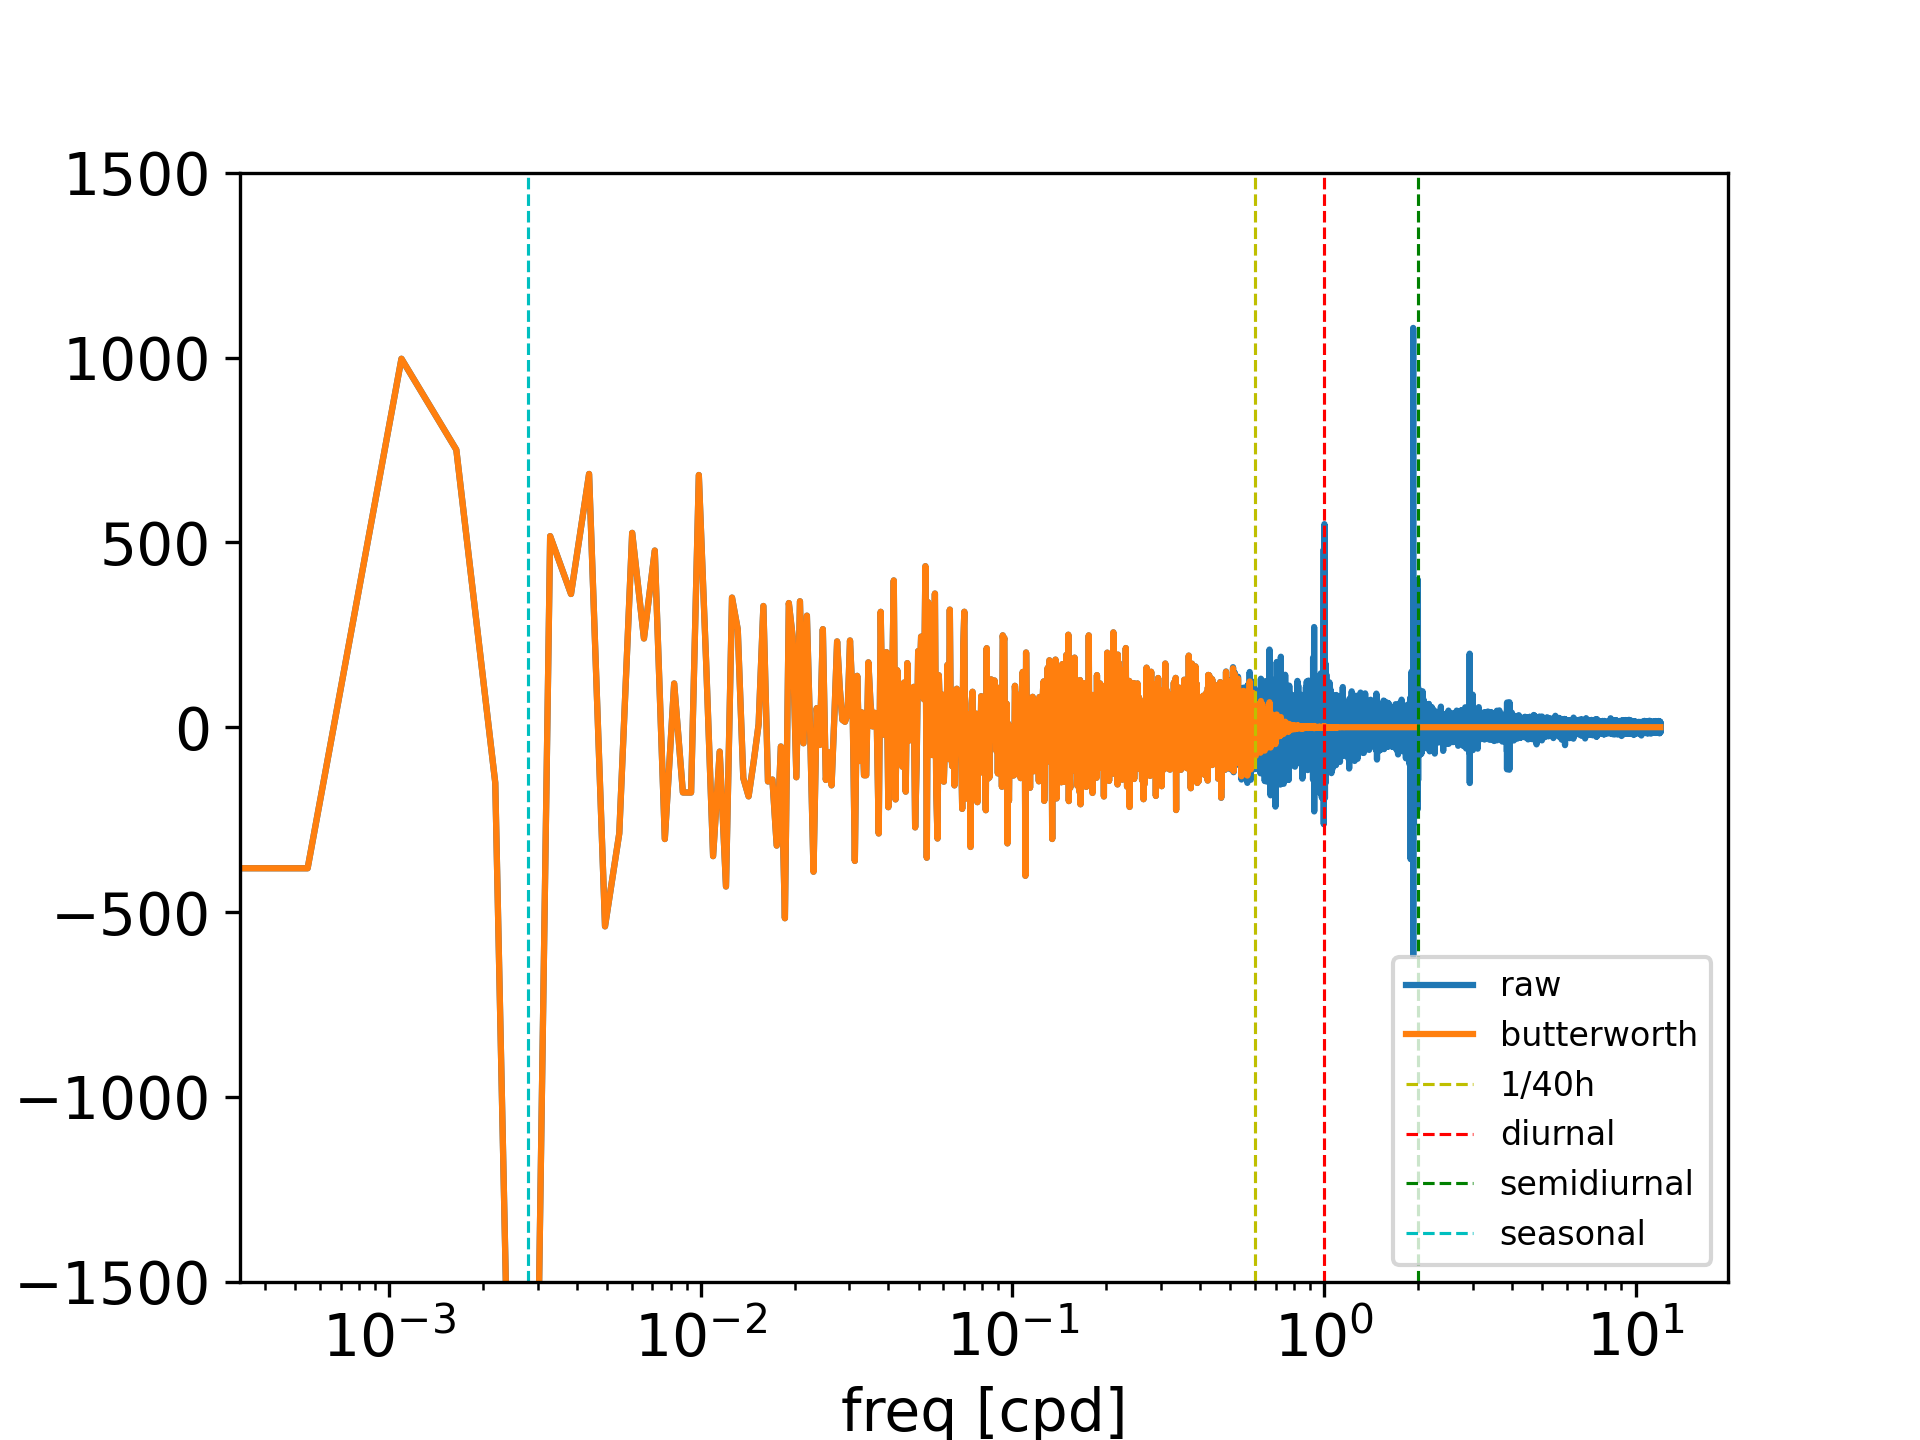 1500
1000
500
0
−500
−1000
−1500
10⁻³ 10⁻² 10⁻¹ 10⁰ 10¹
freq [cpd]
raw
butterworth
1/40h
diurnal
semidiurnal
seasonal